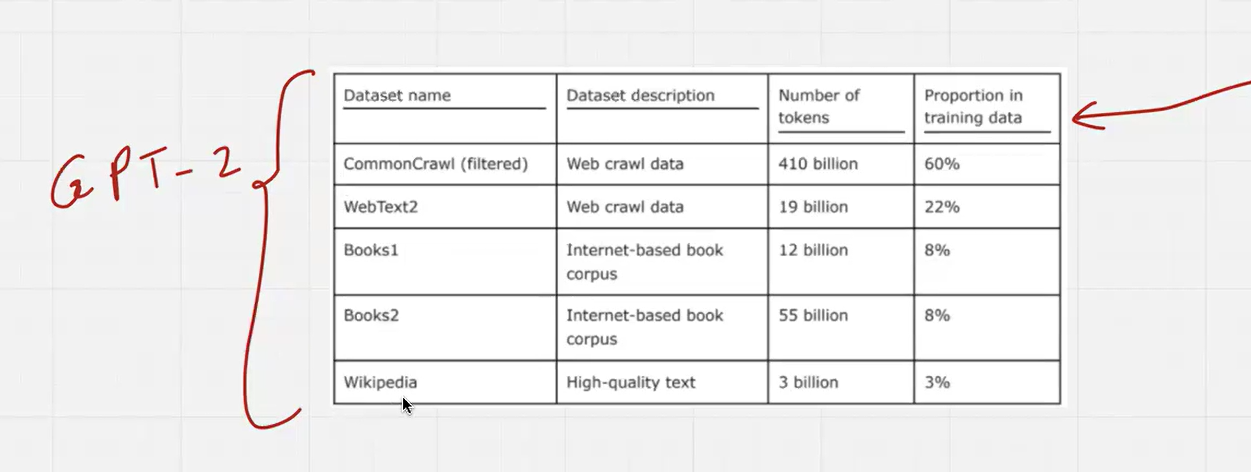 GPT-2
Dataset name
Dataset description
Number of
tokens
Proportion in
training data
CommonCrawl (filtered)
Web crawl data
410 billion
60%
WebText2
Web crawl data
19 billion
22%
Books1
Internet-based book
corpus
12 billion
8%
Books2
Internet-based book
corpus
55 billion
8%
Wikipedia
High-quality text
3 billion
3%